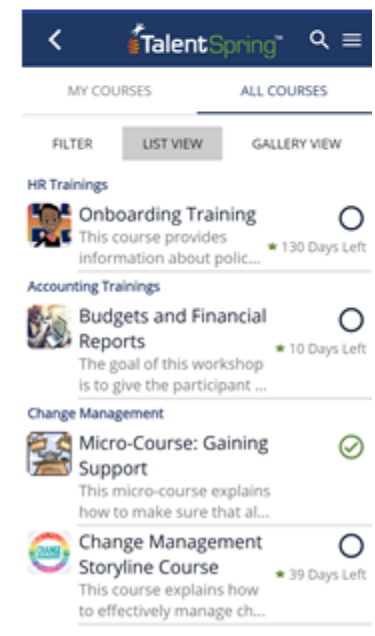 TalentSpring™
MY COURSES
ALL COURSES
FILTER
LIST VIEW
GALLERY VIEW
HR Trainings
Onboarding Training
This course provides
information about polic...
130 Days Left
Accounting Trainings
Budgets and Financial
Reports
10 Days Left
The goal of this workshop
is to give the participant ...
Change Management
Micro-Course: Gaining
Support
This micro-course explains
how to make sure that al...
CHANGE
Change Management
Storyline Course
39 Days Left
This course explains how
to effectively manage ch...